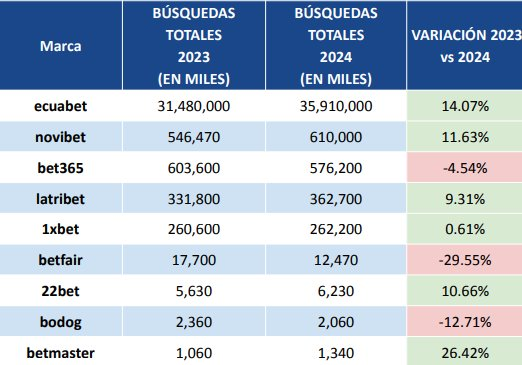 Marca BÚSQUEDAS TOTALES 2023 (EN MILES) BÚSQUEDAS TOTALES 2024 (EN MILES) VARIACIÓN 2023 vs 2024
ecuabet 31,480,000 35,910,000 14.07%
novibet 546,470 610,000 11.63%
bet365 603,600 576,200 -4.54%
latribet 331,800 362,700 9.31%
1xbet 260,600 262,200 0.61%
betfair 17,700 12,470 -29.55%
22bet 5,630 6,230 10.66%
bodog 2,360 2,060 -12.71%
betmaster 1,060 1,340 26.42%